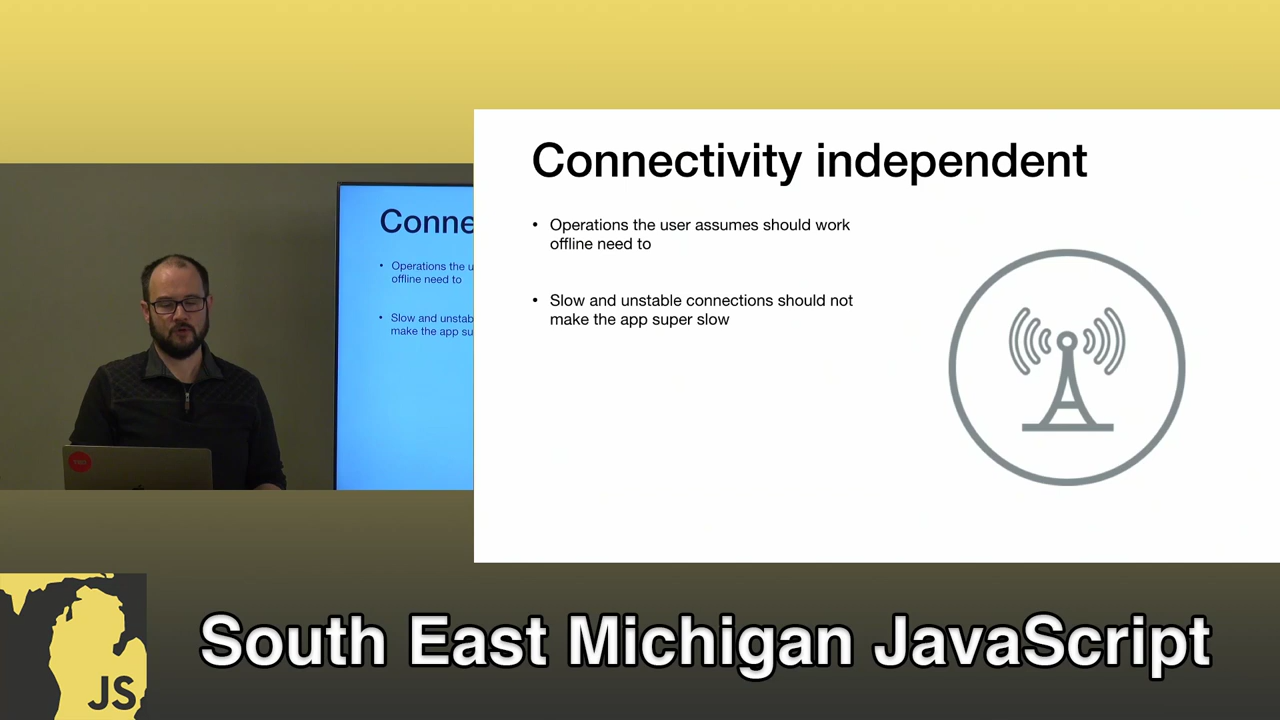 Connectivity independent
• Operations the user assumes should work
offline need to
• Slow and unstable connections should not
make the app super slow
Conne
• Operations the u
offline need to
• Slow and unstab
make the app su
JS
South East Michigan JavaScript